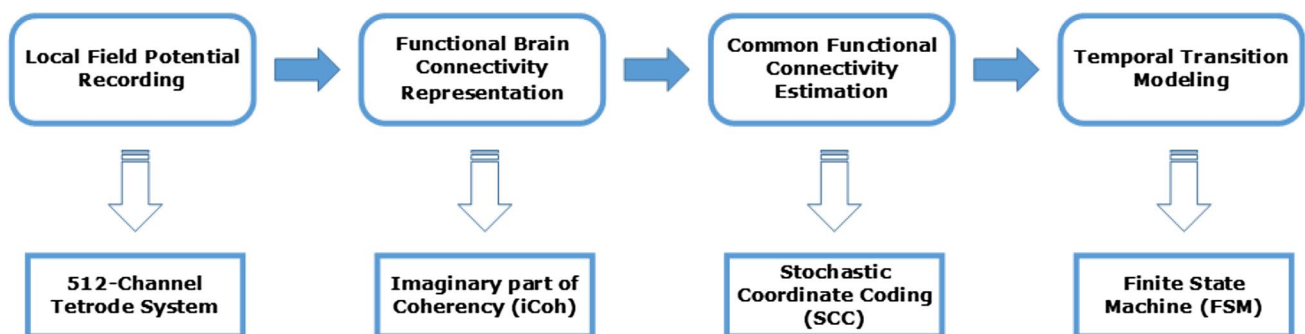 Local Field Potential
Recording
Functional Brain
Connectivity
Representation
Common Functional
Connectivity
Estimation
Temporal Transition
Modeling
512-Channel
Tetrode System
Imaginary part of
Coherency (iCoh)
Stochastic
Coordinate Coding
(SCC)
Finite State
Machine (FSM)